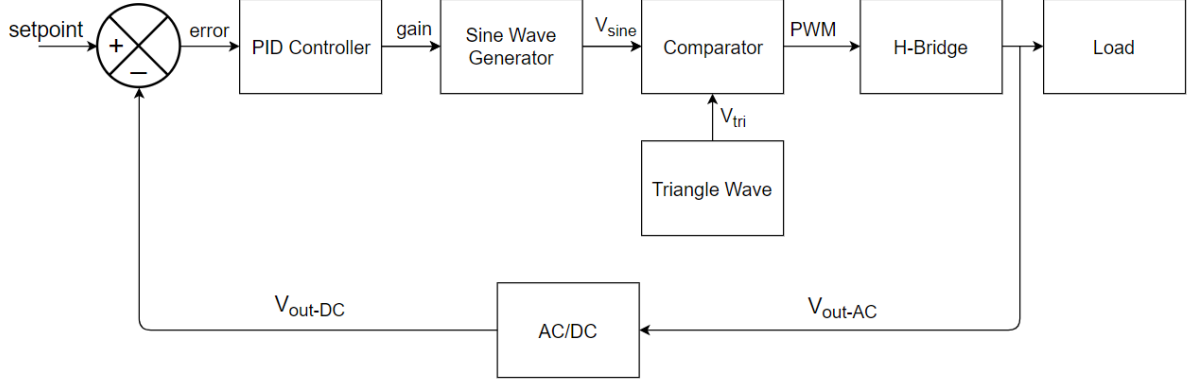 setpoint
+
−
error
PID Controller
gain
Sine Wave
Generator
Vsine
Comparator
PWM
H-Bridge
Load
Vtri
Triangle Wave
Vout-DC
AC/DC
Vout-AC